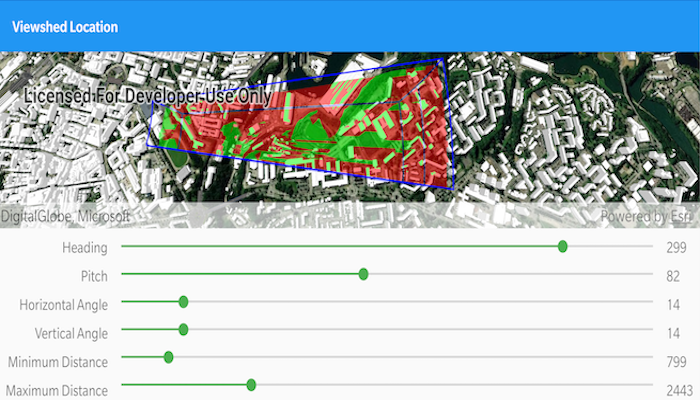 Viewshed Location
Licensed For Developer Use Only
DigitalGlobe, Microsoft Powered by Esri
Heading 299
Pitch 82
Horizontal Angle 14
Vertical Angle 14
Minimum Distance 799
Maximum Distance 2443